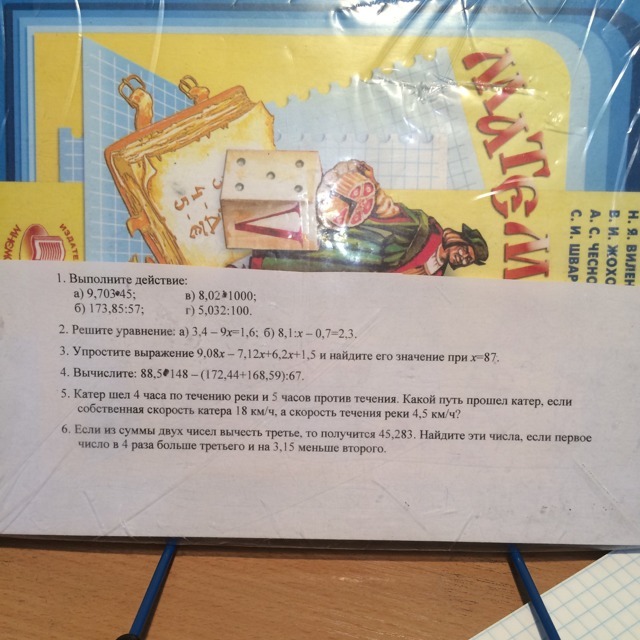 МАТЕМ
Н. Я. ВИЛЕН
В. И. ЖОХО
А. С. ЧЕСНО
С. И. ШВАР
ИЗДАТЕ
1. Выполните действие:
а) 9,703•45; в) 8,02•1000;
б) 173,85:57; г) 5,032:100.
2. Решите уравнение: а) 3,4 – 9x=1,6; б) 8,1:x – 0,7=2,3.
3. Упростите выражение 9,08x – 7,12x+6,2x+1,5 и найдите его значение при x=87.
4. Вычислите: 88,5•148 – (172,44+168,59):67.
5. Катер шел 4 часа по течению реки и 5 часов против течения. Какой путь прошел катер, если
собственная скорость катера 18 км/ч, а скорость течения реки 4,5 км/ч?
6. Если из суммы двух чисел вычесть третье, то получится 45,283. Найдите эти числа, если первое
число в 4 раза больше третьего и на 3,15 меньше второго.